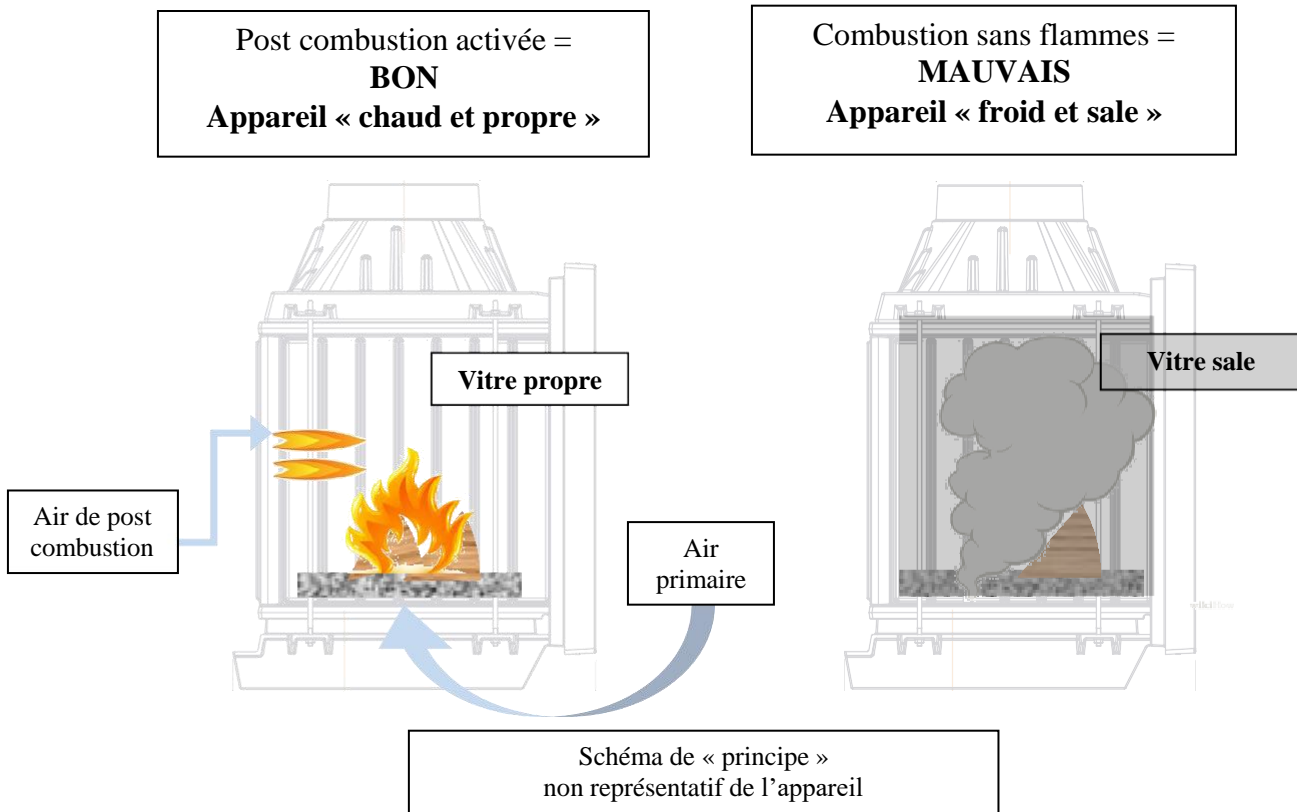 Post combustion activée =
BON
Appareil « chaud et propre »
Combustion sans flammes =
MAUVAIS
Appareil « froid et sale »
Vitre propre
Vitre sale
Air de post
combustion
Air
primaire
wikiHow
Schéma de « principe »
non représentatif de l’appareil